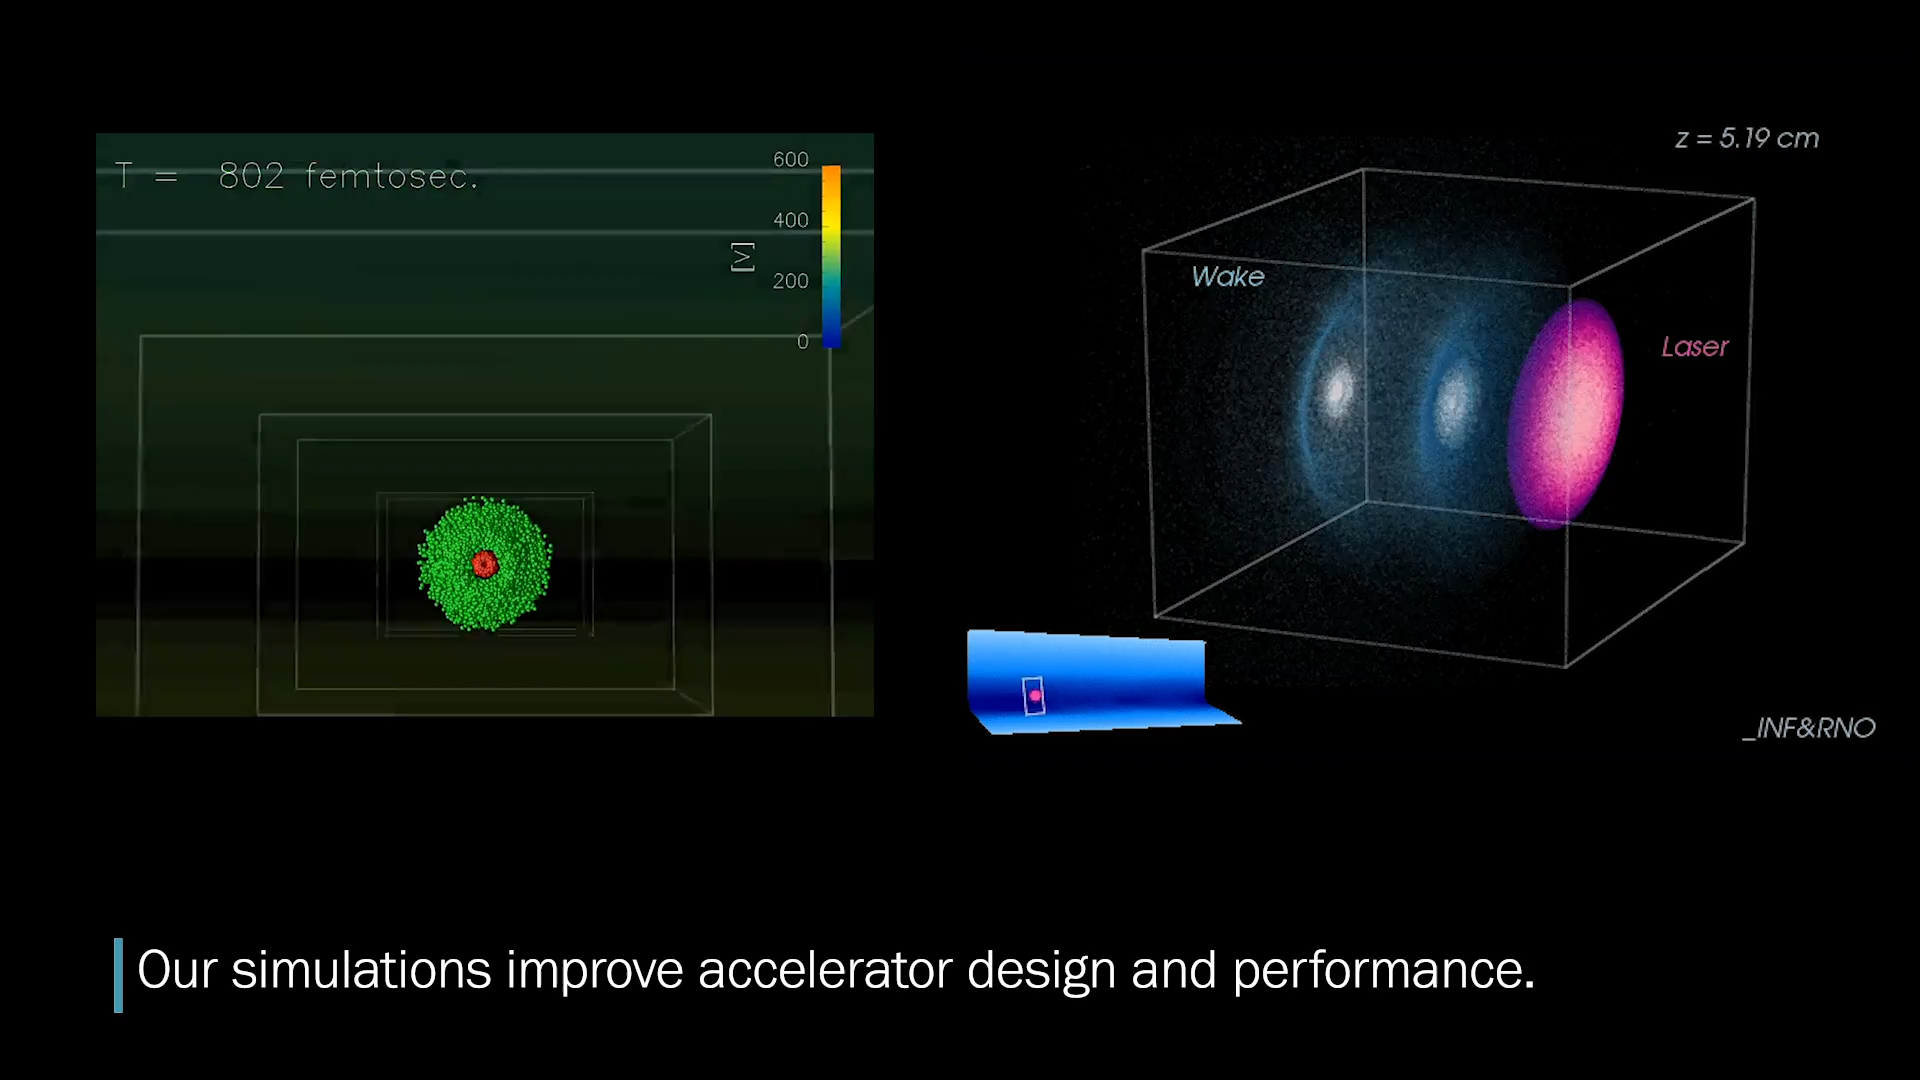 T = 802 femtosec.
600
400
[V]
200
0
z = 5.19 cm
Wake
Laser
_INF&RNO
Our simulations improve accelerator design and performance.